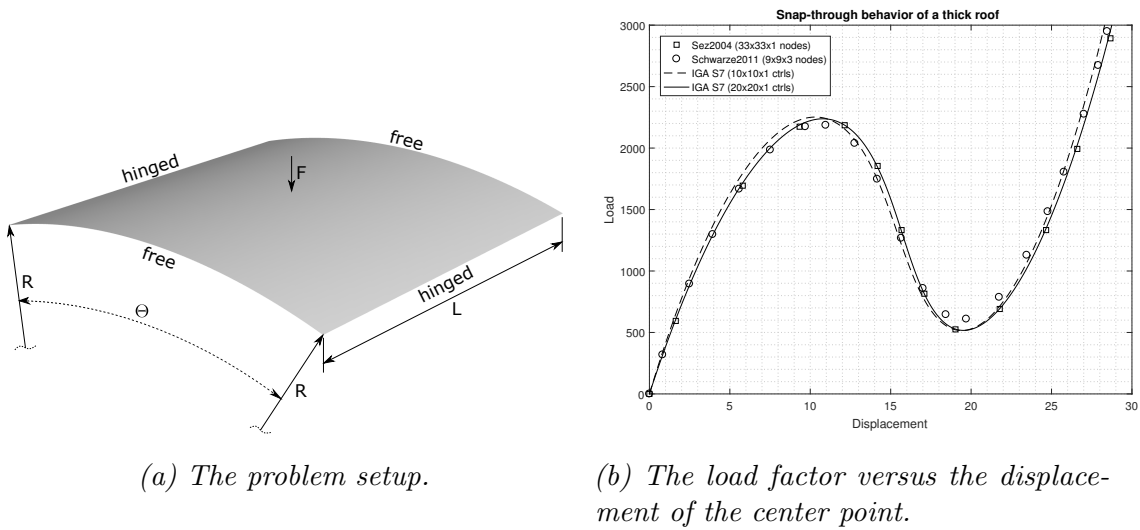 hinged
free
F
free
hinged
R
Θ
L
R
(a) The problem setup.
Snap-through behavior of a thick roof
3000
2500
2000
1500
1000
500
0
Load
Sez2004 (33x33x1 nodes)
Schwarze2011 (9x9x3 nodes)
IGA S7 (10x10x1 ctrls)
IGA S7 (20x20x1 ctrls)
0 5 10 15 20 25 30
Displacement
(b) The load factor versus the displace-
ment of the center point.